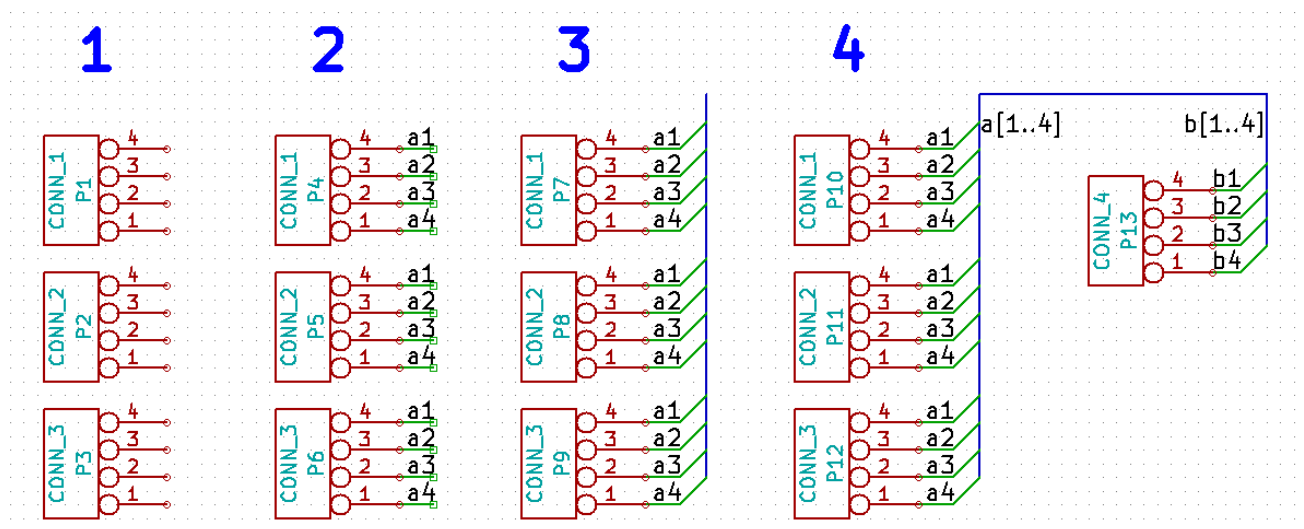 1 2 3 4
a[1..4] b[1..4]
CONN_1 P1 4 3 2 1
CONN_1 P4 4 a1 3 a2 2 a3 1 a4
CONN_1 P7 4 a1 3 a2 2 a3 1 a4
CONN_1 P10 4 a1 3 a2 2 a3 1 a4
CONN_4 P13 4 b1 3 b2 2 b3 1 b4
CONN_2 P2 4 3 2 1
CONN_2 P5 4 a1 3 a2 2 a3 1 a4
CONN_2 P8 4 a1 3 a2 2 a3 1 a4
CONN_2 P11 4 a1 3 a2 2 a3 1 a4
CONN_3 P3 4 3 2 1
CONN_3 P6 4 a1 3 a2 2 a3 1 a4
CONN_3 P9 4 a1 3 a2 2 a3 1 a4
CONN_3 P12 4 a1 3 a2 2 a3 1 a4